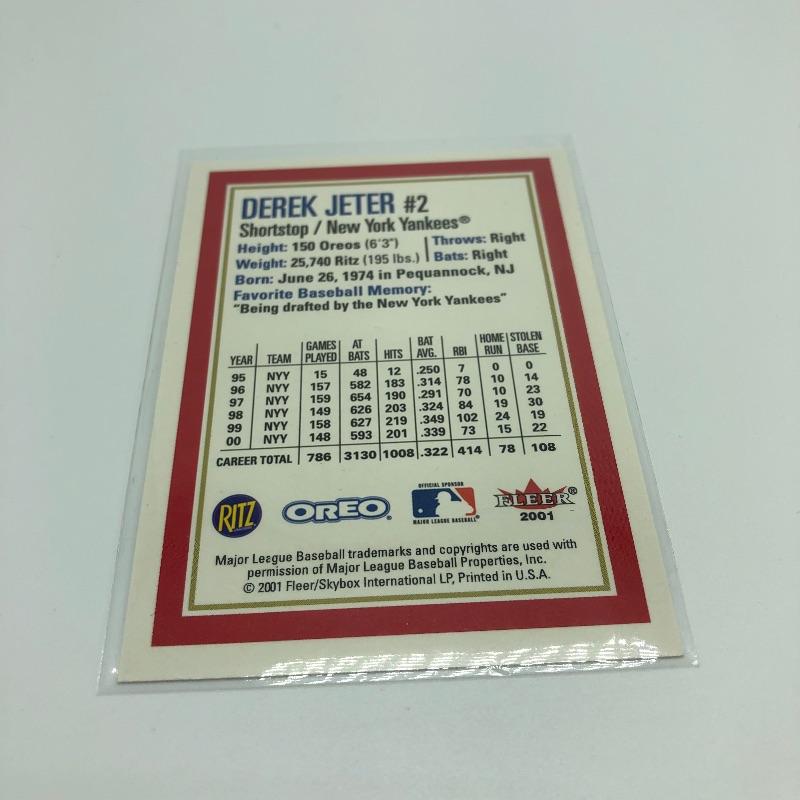 DEREK JETER #2
Shortstop / New York Yankees®
Height: 150 Oreos (6'3") Throws: Right
Weight: 25,740 Ritz (195 lbs.) Bats: Right
Born: June 26, 1974 in Pequannock, NJ
Favorite Baseball Memory:
"Being drafted by the New York Yankees"
YEAR TEAM GAMES PLAYED AT BATS HITS BAT AVG. RBI HOME RUN STOLEN BASE
95 NYY 15 48 12 .250 7 0 0
96 NYY 157 582 183 .314 78 10 14
97 NYY 159 654 190 .291 70 10 23
98 NYY 149 626 203 .324 84 19 30
99 NYY 158 627 219 .349 102 24 19
00 NYY 148 593 201 .339 73 15 22
CAREER TOTAL 786 3130 1008 .322 414 78 108
RITZ OREO OFFICIAL SPONSOR MAJOR LEAGUE BASEBALL FLEER® 2001
Major League Baseball trademarks and copyrights are used with
permission of Major League Baseball Properties, Inc.
© 2001 Fleer/Skybox International LP, Printed in U.S.A.